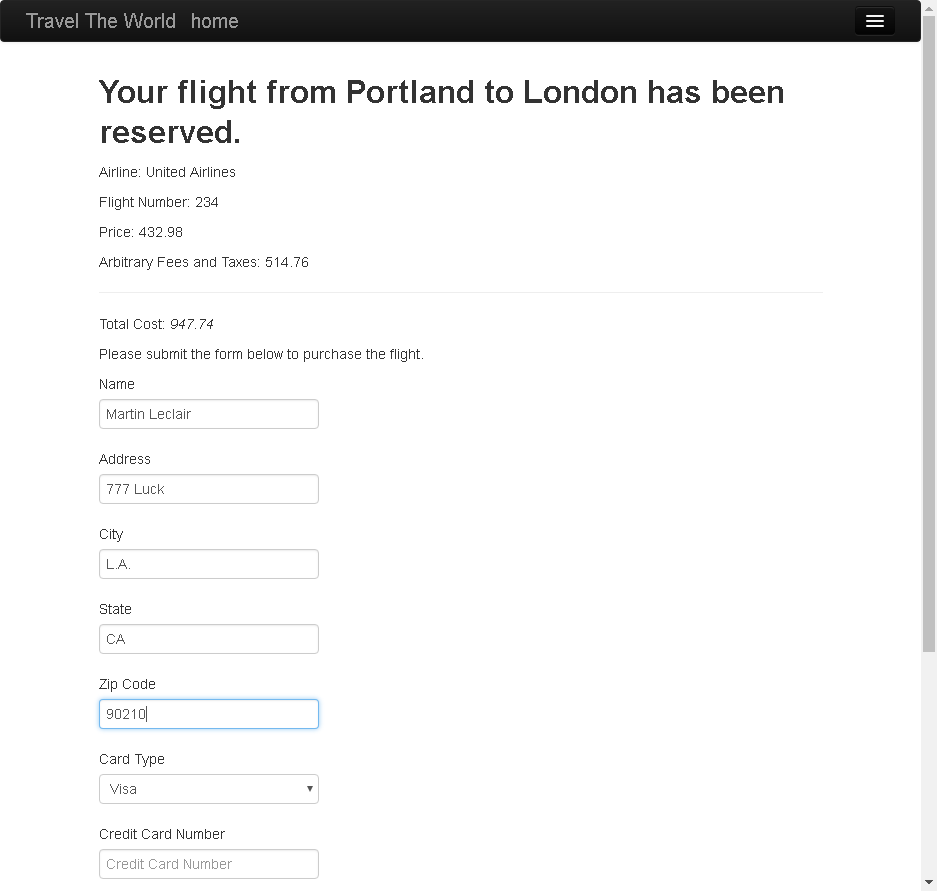 Travel The World home
Your flight from Portland to London has been
reserved.
Airline: United Airlines
Flight Number: 234
Price: 432.98
Arbitrary Fees and Taxes: 514.76
Total Cost: 947.74
Please submit the form below to purchase the flight.
Name
Martin Leclair
Address
777 Luck
City
L.A.
State
CA
Zip Code
90210
Card Type
Visa
Credit Card Number
Credit Card Number